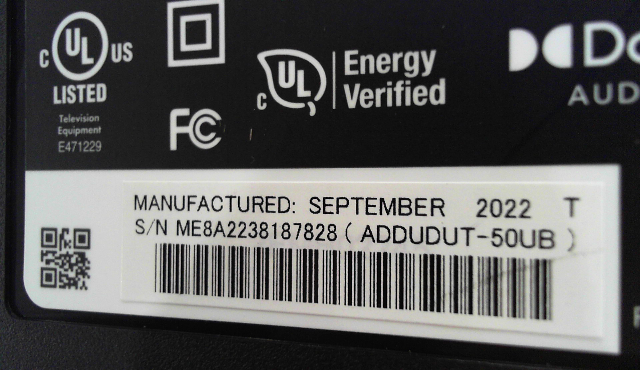 c UL US
LISTED
Television
Equipment
E471229
FC
c UL Energy
Verified
Do
AUD
MANUFACTURED: SEPTEMBER 2022 T
S/N ME8A2238187828 ( ADDUDUT-50UB )